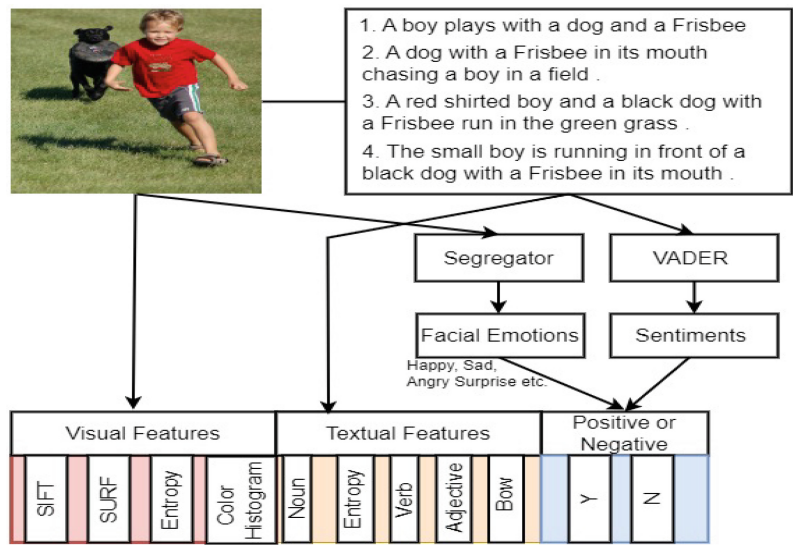 1. A boy plays with a dog and a Frisbee
2. A dog with a Frisbee in its mouth
chasing a boy in a field .
3. A red shirted boy and a black dog with
a Frisbee run in the green grass .
4. The small boy is running in front of a
black dog with a Frisbee in its mouth .
Segregator
VADER
Facial Emotions
Sentiments
Happy, Sad,
Angry Surprise etc.
Visual Features
Textual Features
Positive or
Negative
SIFT
SURF
Entropy
Color
Histogram
Noun
Entropy
Verb
Adjective
Bow
Y
N